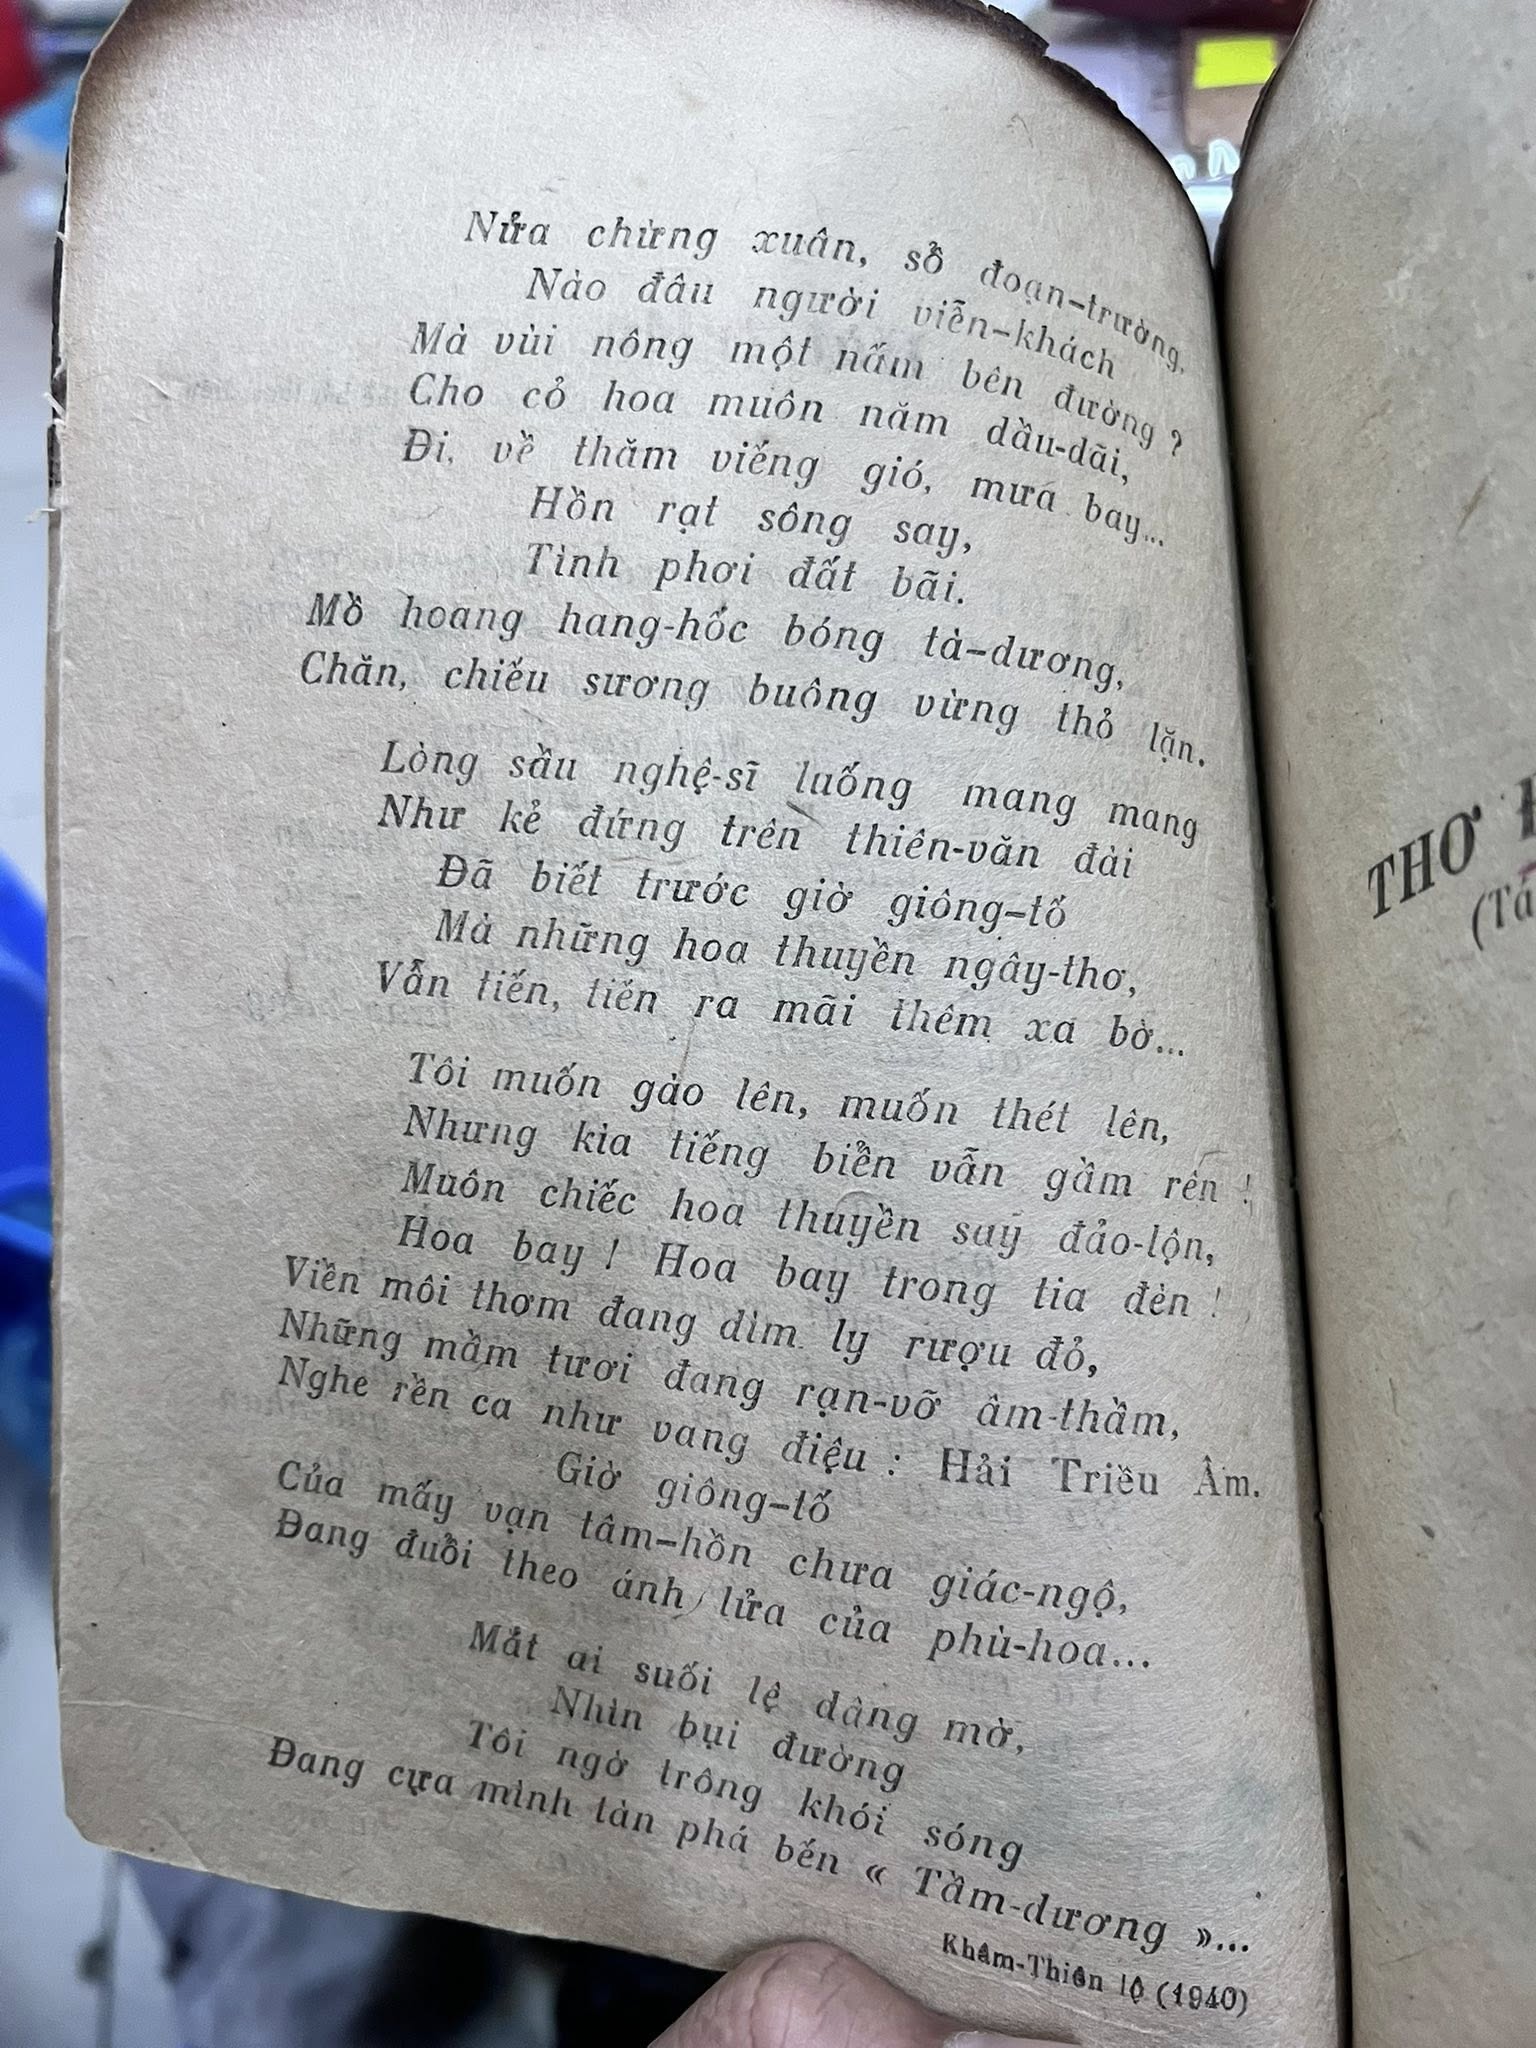 Nửa chừng xuân, sổ đoạn-trường,
Nào đâu người viễn-khách
Mà vùi nông một nấm bên đường ?
Cho cỏ hoa muôn năm dầu-dãi,
Đi, về thăm viếng gió, mưa bay...
Hồn rạt sông say,
Tình phơi đất bãi.
Mồ hoang hang-hốc bóng tà-dương,
Chăn, chiếu sương buông vừng thỏ lặn.
Lòng sầu nghệ-sĩ luống mang mang
Như kẻ đứng trên thiên-văn đài
Đã biết trước giờ giông-tố
Mà những hoa thuyền ngây-thơ,
Vẫn tiến, tiến ra mãi thêm xa bờ...
Tôi muốn gào lên, muốn thét lên,
Nhưng kia tiếng biển vẫn gầm rên !
Muôn chiếc hoa thuyền say đảo-lộn,
Hoa bay ! Hoa bay trong tia đèn !
Viền môi thơm đang dìm ly rượu đỏ,
Những mầm tươi đang rạn-vỡ âm-thầm,
Nghe rền ca như vang điệu : Hải Triều Âm.
Giờ giông-tố
Của mấy vạn tâm-hồn chưa giác-ngộ,
Đang đuổi theo ánh lửa của phù-hoa...
Mắt ai suối lệ dâng mờ,
Nhìn bụi đường
Tôi ngờ trông khói sóng
Đang cựa mình tàn phá bến « Tầm-dương »...
Khâm-Thiên lộ (1940)
THƠ
(Tá